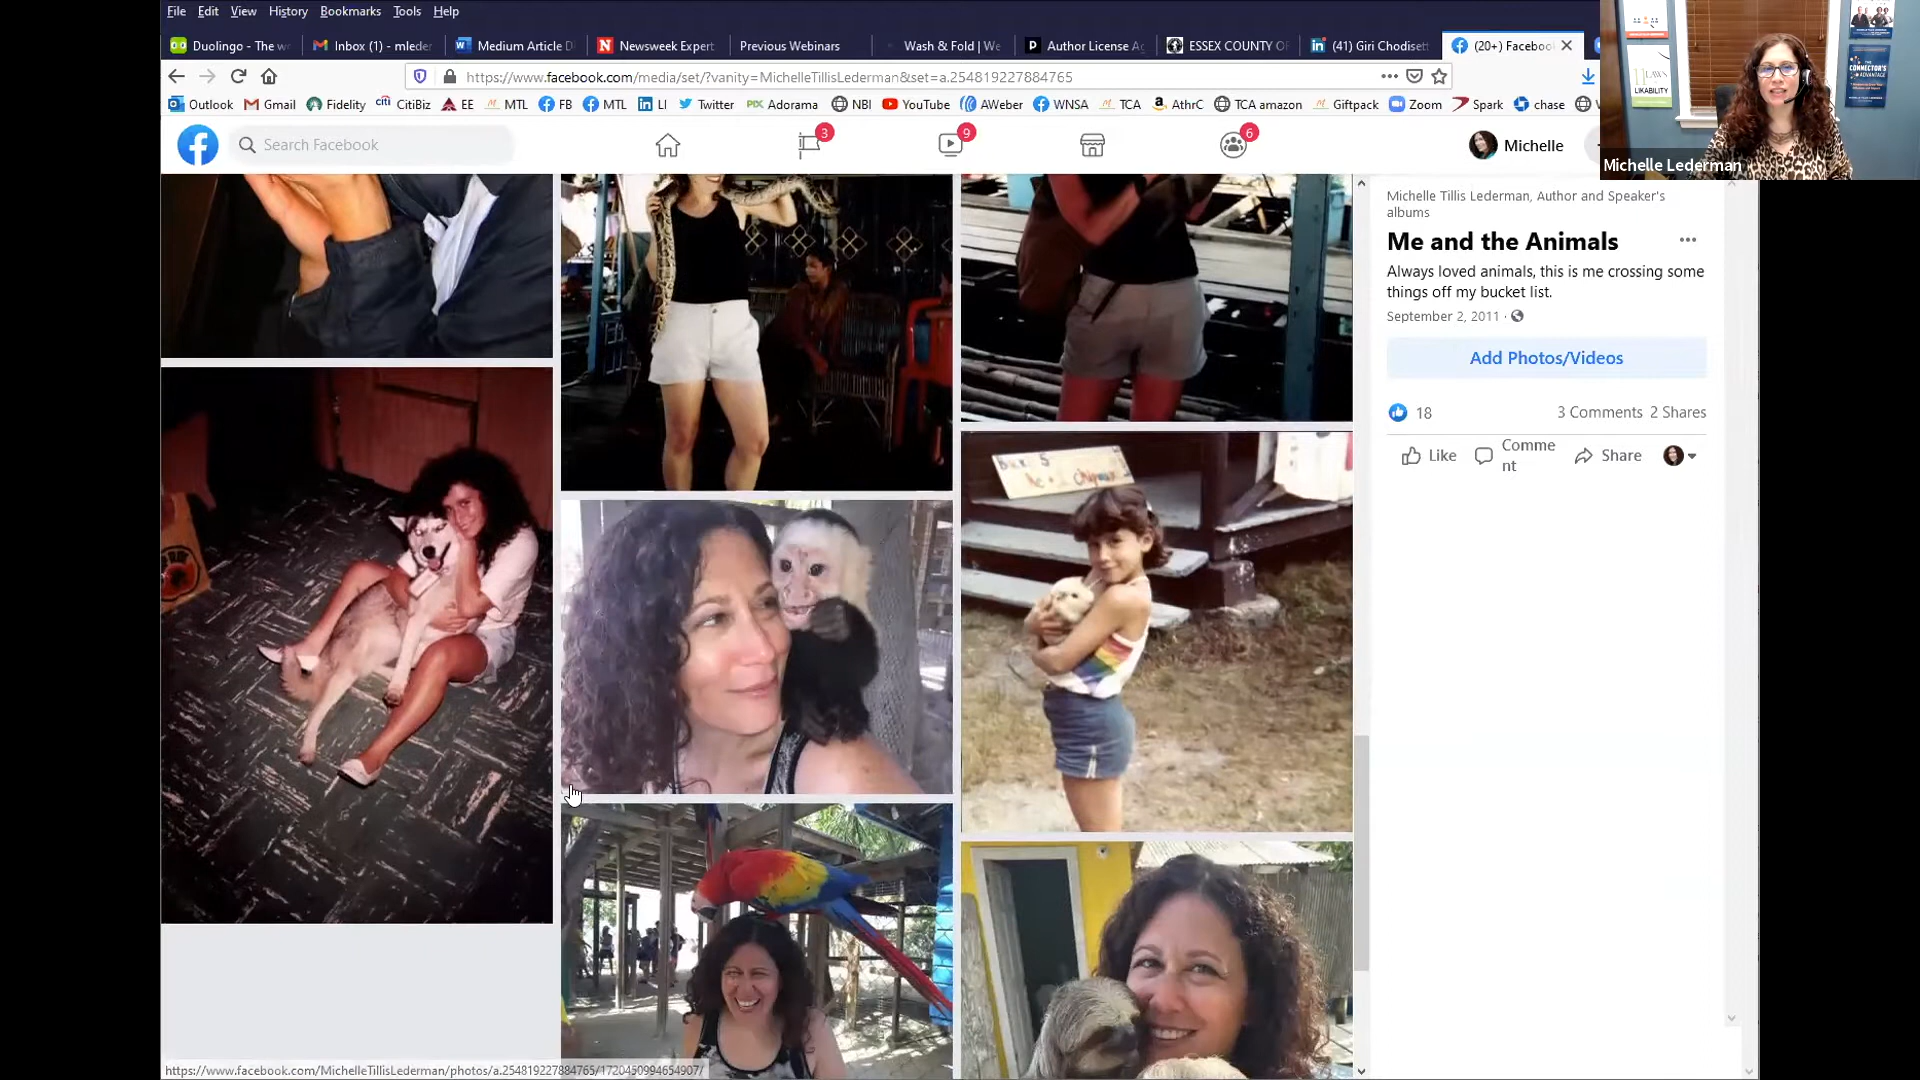 File Edit View History Bookmarks Tools Help
Duolingo - The w
Inbox (1) - mleder
Medium Article D
Newsweek Expert
Previous Webinars
Wash & Fold | We
Author License Ag
ESSEX COUNTY O
(41) Giri Chodisett
(20+) Facebook
https://www.facebook.com/media/set/?vanity=MichelleTillisLederman&set=a.254819227884765
Outlook Gmail Fidelity CitiBiz EE MTL FB MTL LI Twitter Adorama NBI YouTube AWeber WNSA TCA AthrC TCA amazon Giftpack Zoom Spark chase
Search Facebook
3
9
6
Michelle
LAWS
LIKABILITY
THE
CONNECTOR'S
ADVANTAGE
Michelle Lederman
Michelle Tillis Lederman, Author and Speaker's
albums
Me and the Animals
Always loved animals, this is me crossing some
things off my bucket list.
September 2, 2011 ·
Add Photos/Videos
18
3 Comments 2 Shares
Like
Comme
nt
Share
https://www.facebook.com/MichelleTillisLederman/photos/a.254819227884765/1720450994654907/